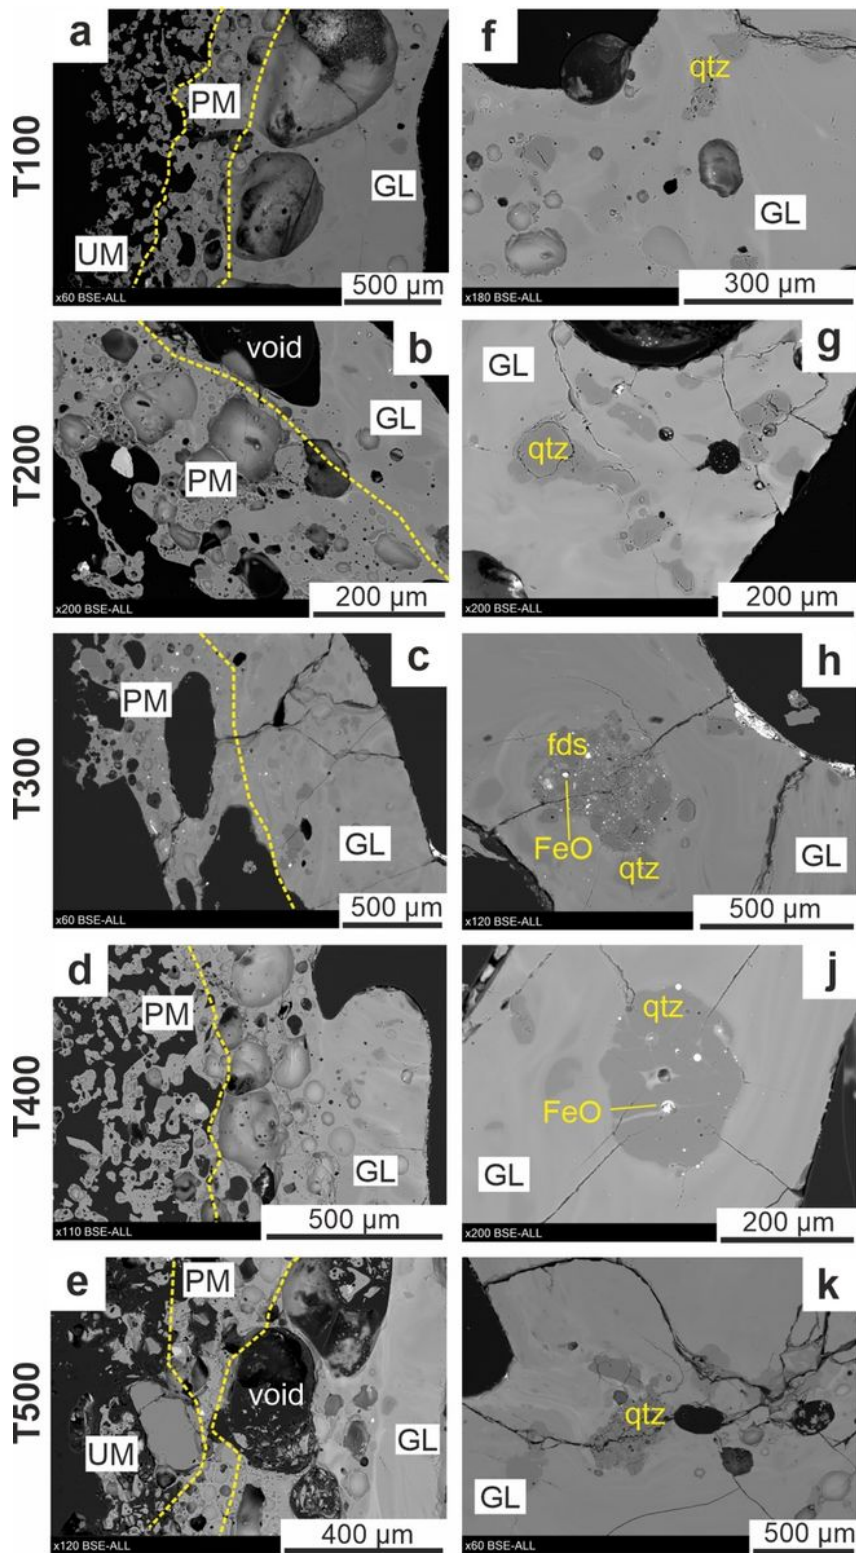 T100
a
PM
UM
GL
500 µm
x60 BSE-ALL
f
qtz
GL
300 µm
x180 BSE-ALL
T200
b
void
GL
PM
200 µm
x200 BSE-ALL
g
GL
qtz
200 µm
x200 BSE-ALL
T300
c
PM
GL
500 µm
x60 BSE-ALL
h
fds
FeO
qtz
GL
500 µm
x120 BSE-ALL
T400
d
PM
GL
500 µm
x110 BSE-ALL
j
qtz
FeO
GL
200 µm
x200 BSE-ALL
T500
e
PM
void
UM
GL
400 µm
x120 BSE-ALL
k
qtz
GL
500 µm
x60 BSE-ALL